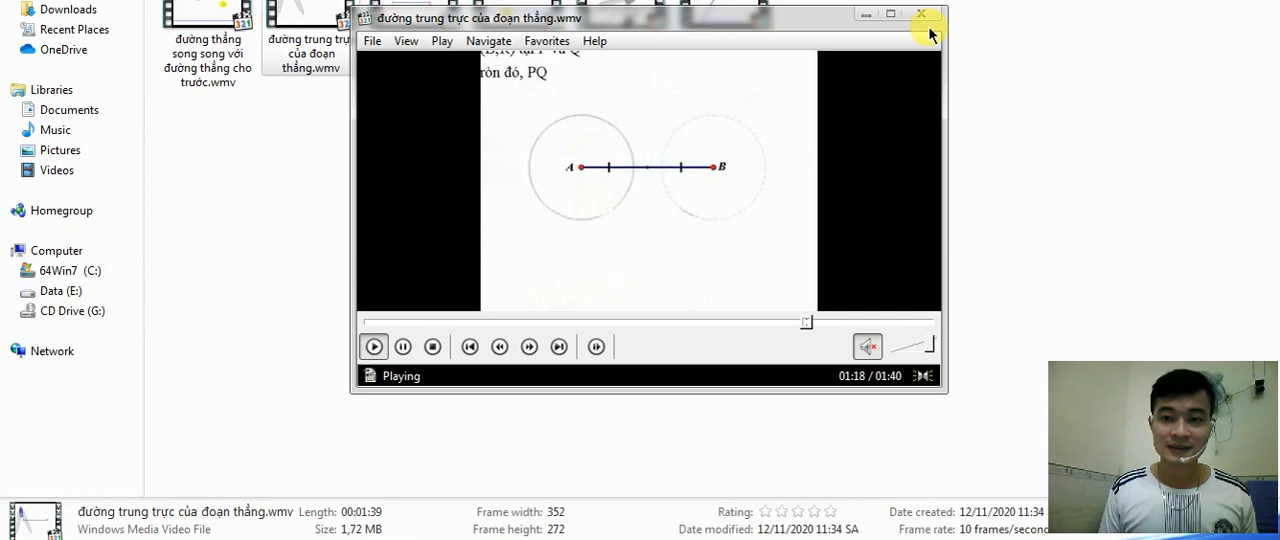 Downloads
Recent Places
OneDrive
Libraries
Documents
Music
Pictures
Videos
Homegroup
Computer
64Win7 (C:)
Data (E:)
CD Drive (G:)
Network
đường thẳng
song song với
đường thẳng cho
trước.wmv
đường trung trực
của đoạn
thẳng.wmv
đường trung trực của đoạn thẳng.wmv
File View Play Navigate Favorites Help
ròn đó, PQ
A B
Playing
01:18 / 01:40
đường trung trực của đoạn thẳng.wmv
Windows Media Video File
Length: 00:01:39
Size: 1,72 MB
Frame width: 352
Frame height: 272
Rating:
Date modified: 12/11/2020 11:34 SA
Date created: 12/11/2020 11:34
Frame rate: 10 frames/second